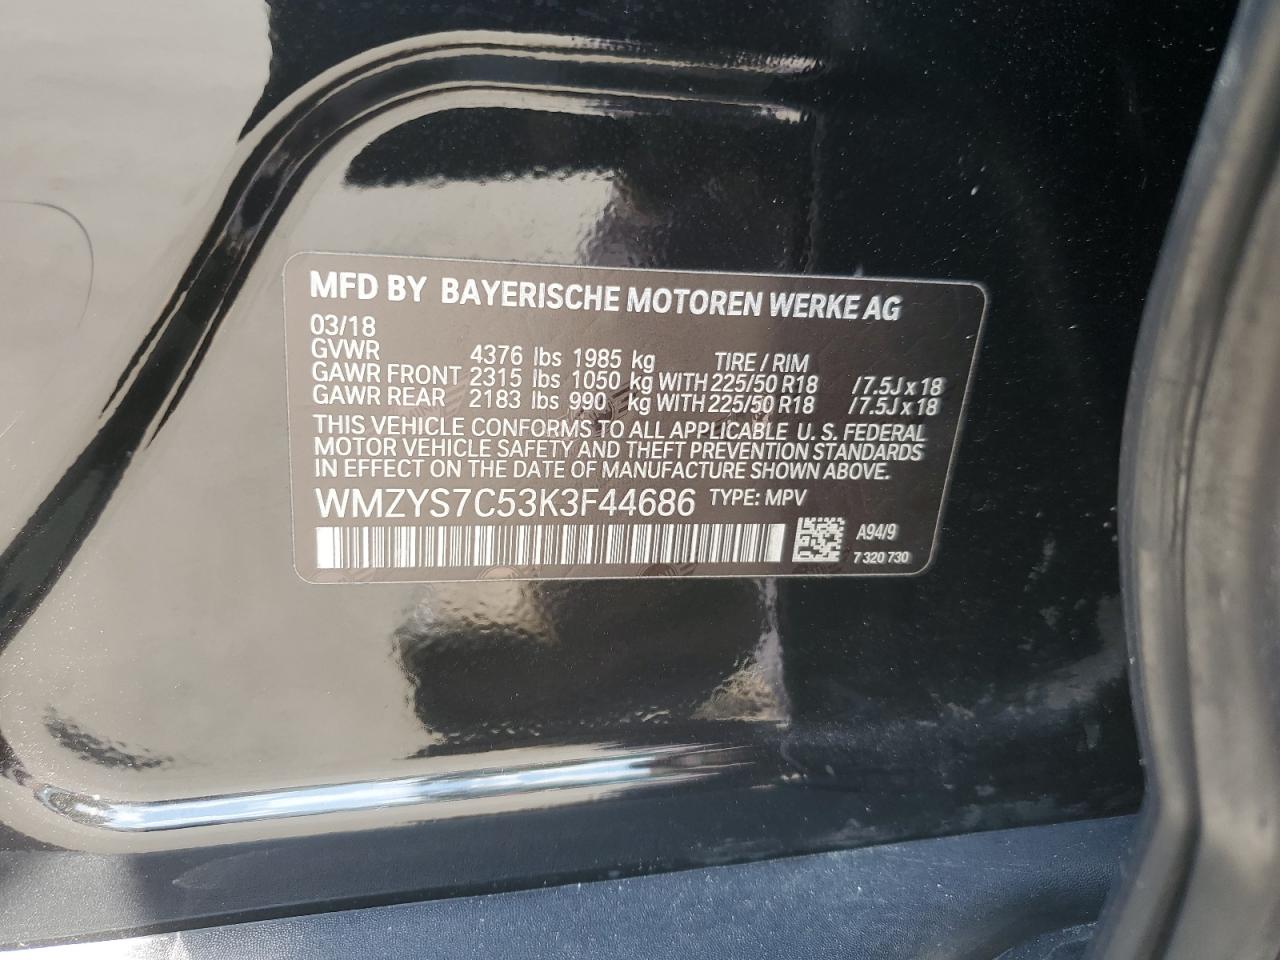 MFD BY BAYERISCHE MOTOREN WERKE AG
03/18
GVWR 4376 lbs 1985 kg TIRE / RIM
GAWR FRONT 2315 lbs 1050 kg WITH 225/50 R18 / 7.5J x 18
GAWR REAR 2183 lbs 990 kg WITH 225/50 R18 / 7.5J x 18
THIS VEHICLE CONFORMS TO ALL APPLICABLE U. S. FEDERAL
MOTOR VEHICLE SAFETY AND THEFT PREVENTION STANDARDS
IN EFFECT ON THE DATE OF MANUFACTURE SHOWN ABOVE.
WMZYS7C53K3F44686 TYPE: MPV
A94/9
7 320 730